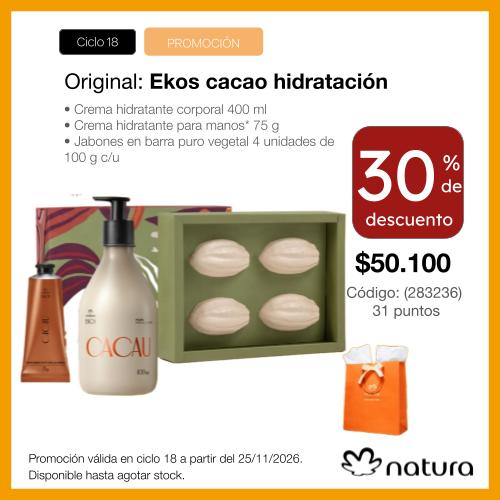 Ciclo 18
PROMOCIÓN
Original: Ekos cacao hidratación
• Crema hidratante corporal 400 ml
• Crema hidratante para manos* 75 g
• Jabones en barra puro vegetal 4 unidades de
100 g c/u
30 % de
descuento
$50.100
Código: (283236)
31 puntos
CACAU
Promoción válida en ciclo 18 a partir del 25/11/2026.
Disponible hasta agotar stock.
natura